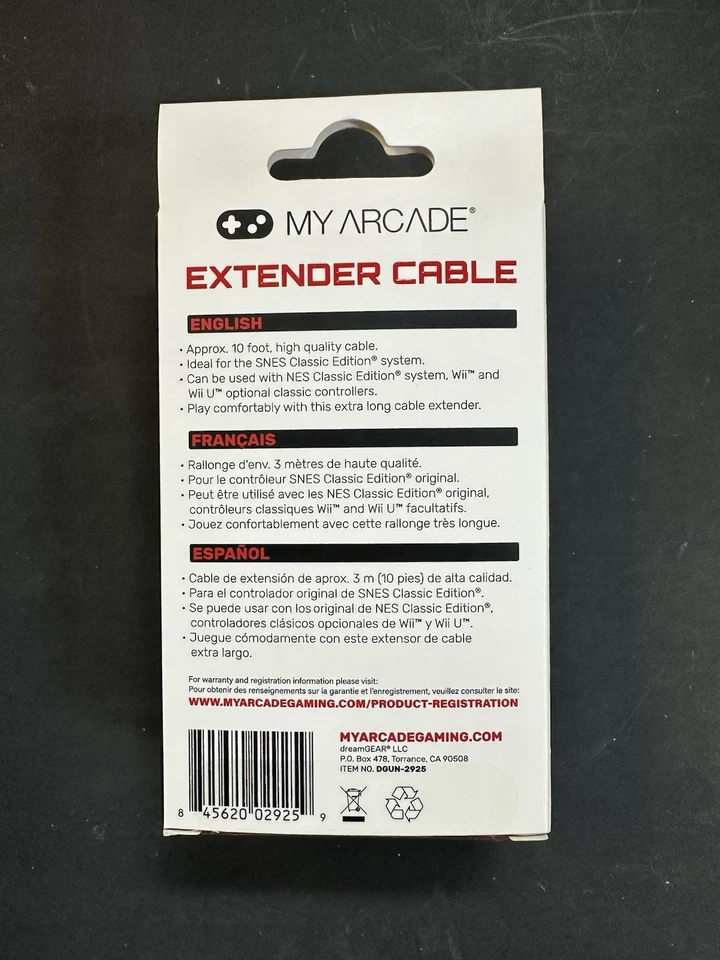 MY ARCADE®
EXTENDER CABLE
ENGLISH
• Approx. 10 foot, high quality cable.
• Ideal for the SNES Classic Edition® system.
• Can be used with NES Classic Edition® system, Wii™ and
Wii U™ optional classic controllers.
• Play comfortably with this extra long cable extender.
FRANÇAIS
• Rallonge d'env. 3 mètres de haute qualité.
• Pour le contrôleur SNES Classic Edition® original.
• Peut être utilisé avec les NES Classic Edition® original,
contrôleurs classiques Wii™ and Wii U™ facultatifs.
• Jouez confortablement avec cette rallonge très longue.
ESPAÑOL
• Cable de extensión de aprox. 3 m (10 pies) de alta calidad.
• Para el controlador original de SNES Classic Edition®.
• Se puede usar con los original de NES Classic Edition®,
controladores clásicos opcionales de Wii™ y Wii U™.
• Juegue cómodamente con este extensor de cable
extra largo.
For warranty and registration information please visit:
Pour obtenir des renseignements sur la garantie et l'enregistrement, veuillez consulter le site:
WWW.MYARCADEGAMING.COM/PRODUCT-REGISTRATION
MYARCADEGAMING.COM
dreamGEAR® LLC
P.O. Box 478, Torrance, CA 90508
ITEM NO. DGUN-2925
8 45620 02925 9